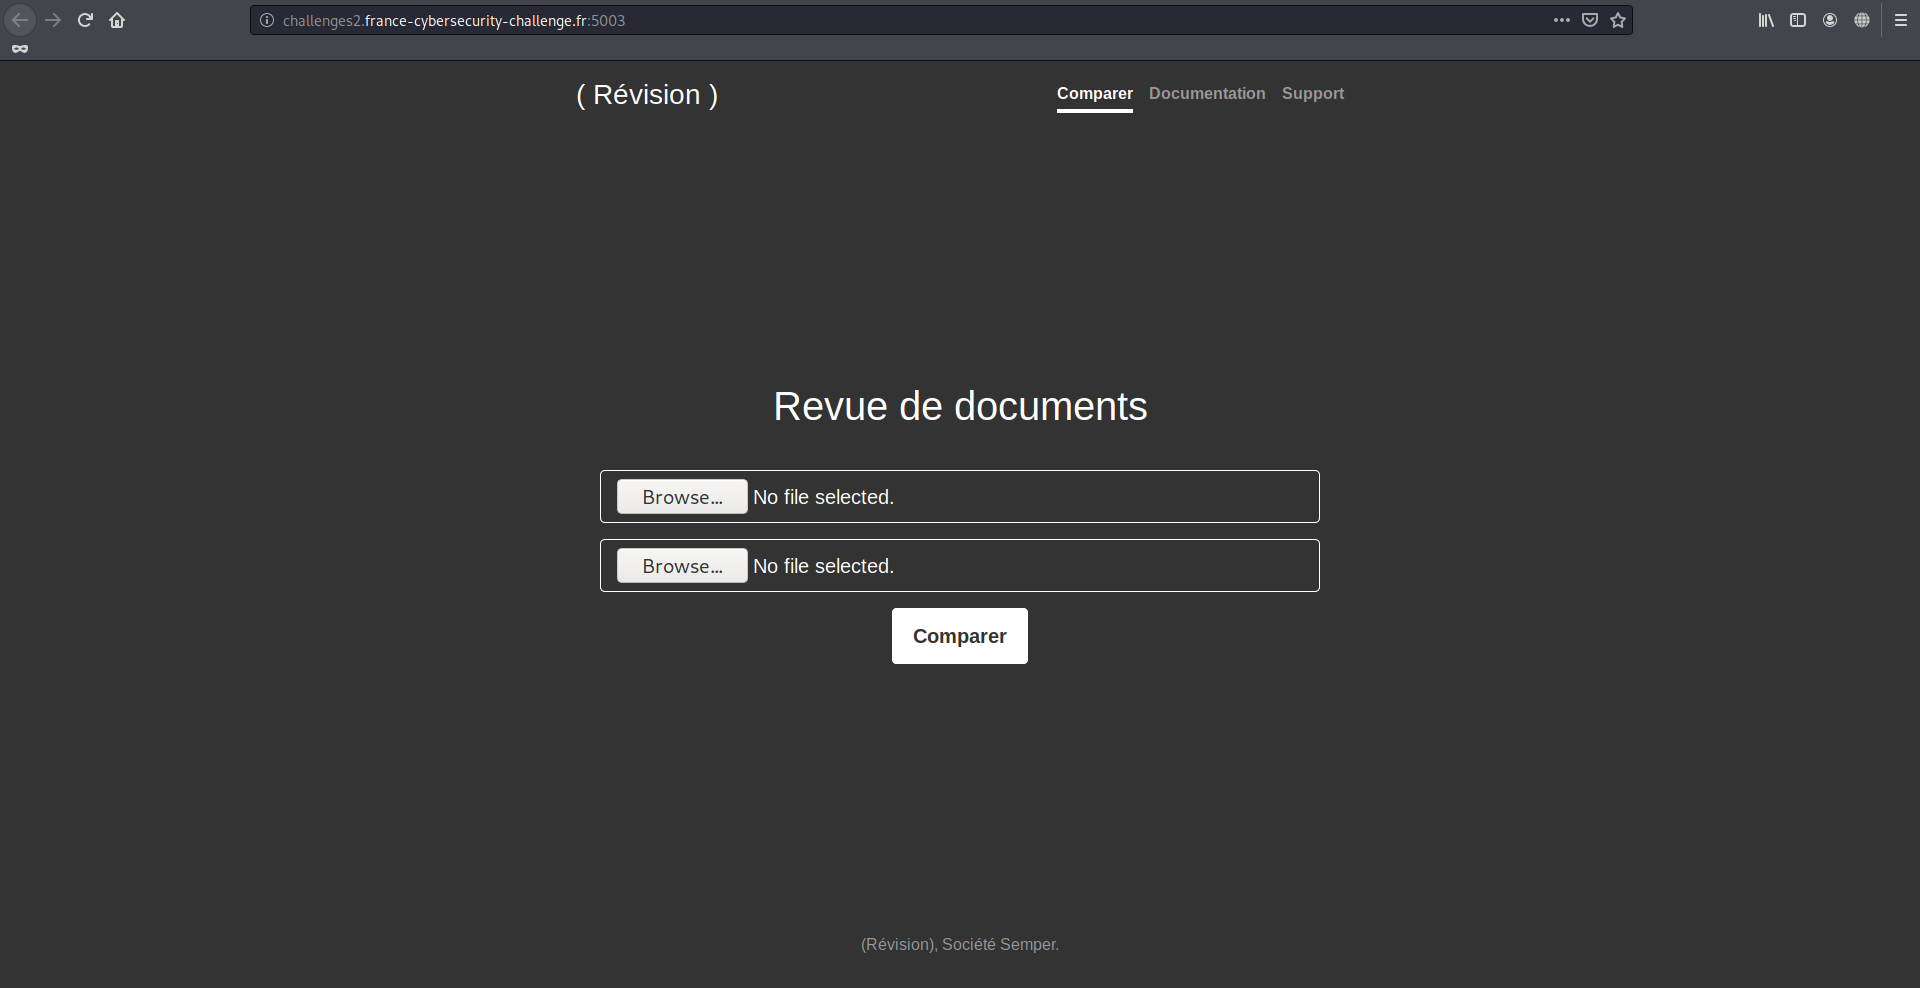 challenges2.france-cybersecurity-challenge.fr:5003
( Révision )
Comparer Documentation Support
Revue de documents
Browse... No file selected.
Browse... No file selected.
Comparer
(Révision), Société Semper.